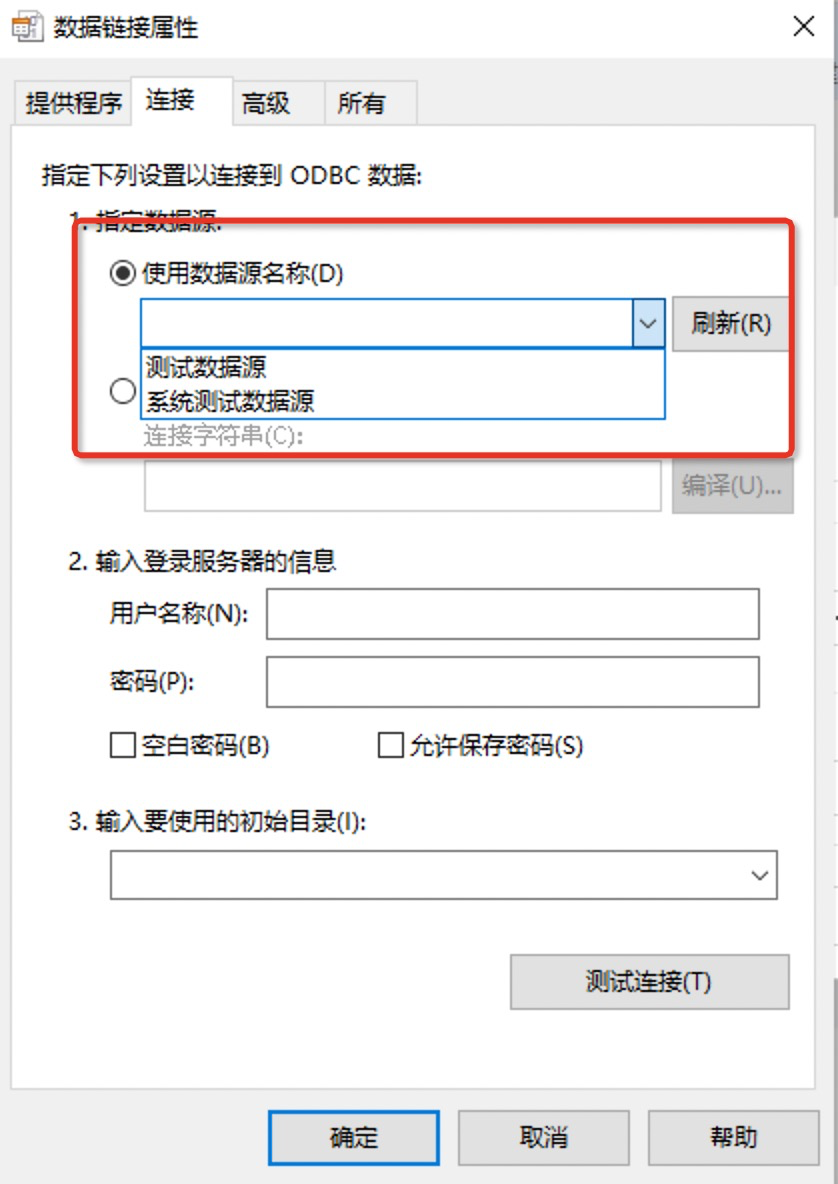 数据链接属性
提供程序 连接 高级 所有
指定下列设置以连接到 ODBC 数据:
1. 指定数据源:
使用数据源名称(D)
刷新(R)
测试数据源
系统测试数据源
连接字符串(C):
编译(U)...
2. 输入登录服务器的信息
用户名称(N):
密码(P):
空白密码(B) 允许保存密码(S)
3. 输入要使用的初始目录(I):
测试连接(T)
确定 取消 帮助